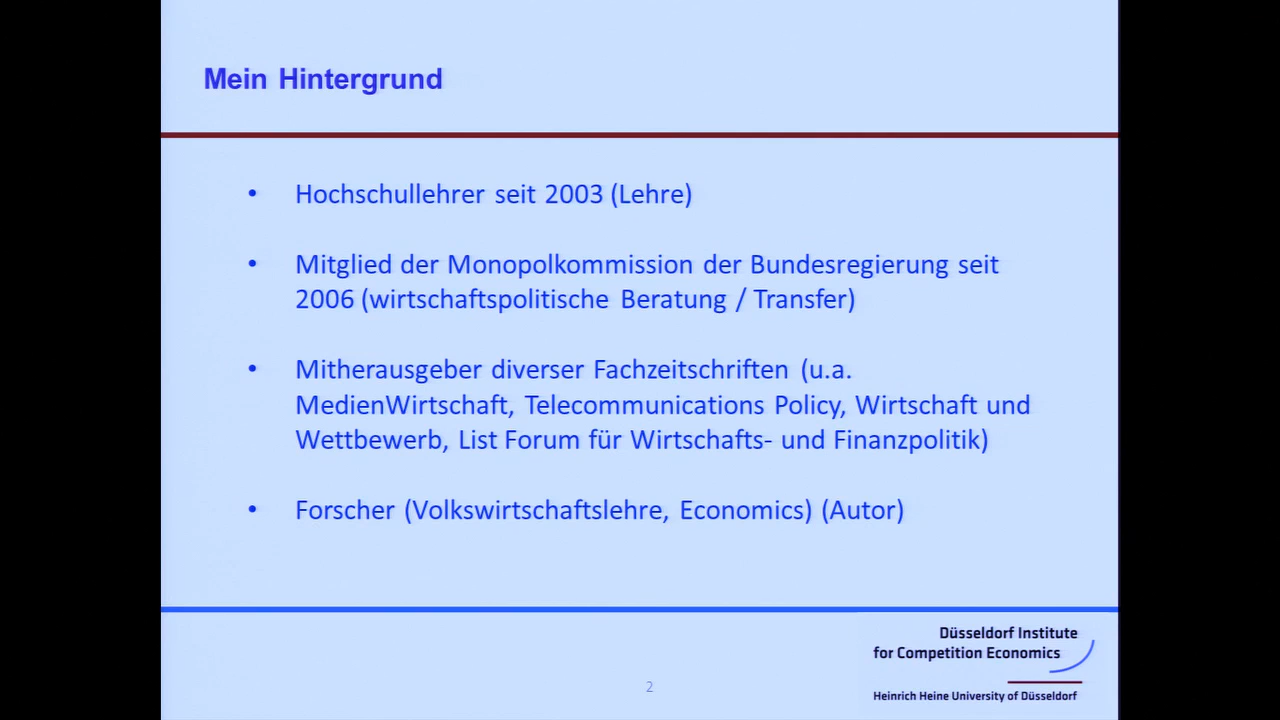 Mein Hintergrund
• Hochschullehrer seit 2003 (Lehre)
• Mitglied der Monopolkommission der Bundesregierung seit
2006 (wirtschaftspolitische Beratung / Transfer)
• Mitherausgeber diverser Fachzeitschriften (u.a.
MedienWirtschaft, Telecommunications Policy, Wirtschaft und
Wettbewerb, List Forum für Wirtschafts- und Finanzpolitik)
• Forscher (Volkswirtschaftslehre, Economics) (Autor)
Düsseldorf Institute
for Competition Economics
2
Heinrich Heine University of Düsseldorf